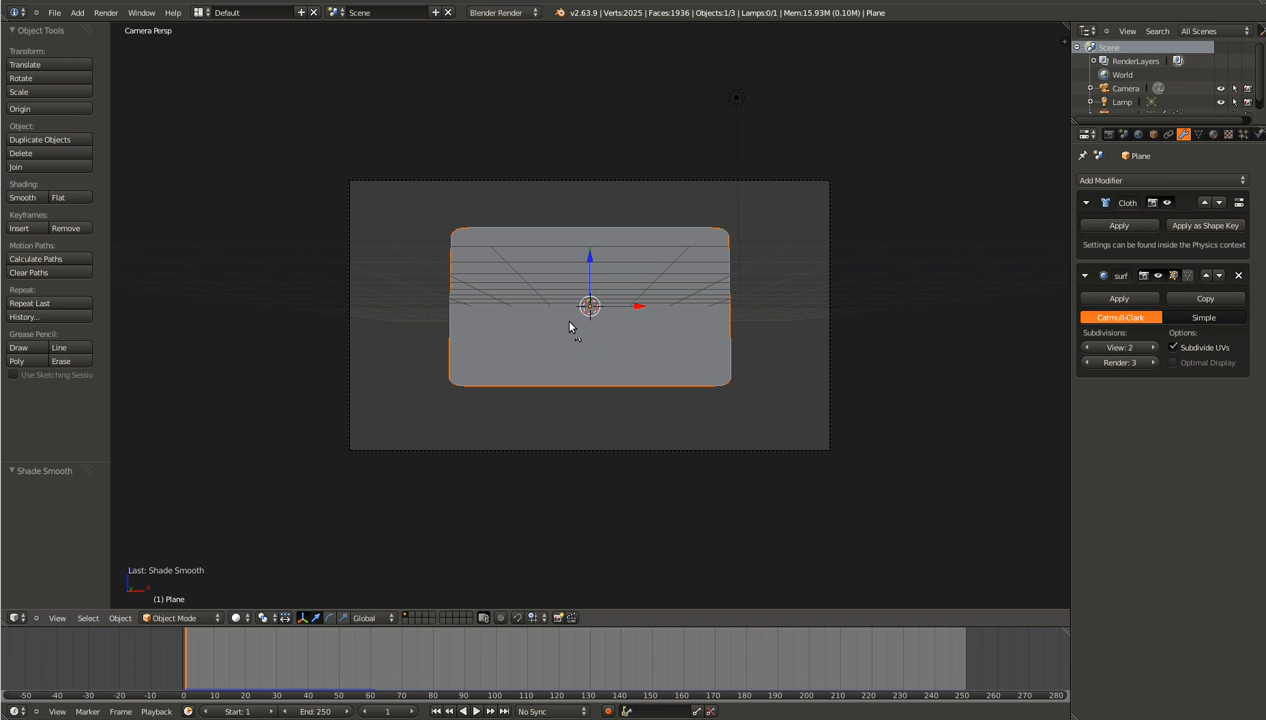 File Add Render Window Help Default Scene Blender Render v2.63.9 | Verts:2025 | Faces:1936 | Objects:1/3 | Lamps:0/1 | Mem:15.93M (0.10M) | Plane
Object Tools
Transform:
Translate
Rotate
Scale
Origin
Object:
Duplicate Objects
Delete
Join
Shading:
Smooth Flat
Keyframes:
Insert Remove
Motion Paths:
Calculate Paths
Clear Paths
Repeat:
Repeat Last
History...
Grease Pencil:
Draw Line
Poly Erase
Use Sketching Sessio
Shade Smooth
Camera Persp
Last: Shade Smooth
(1) Plane
View Select Object Object Mode Global
-50 -40 -30 -20 -10 0 10 20 30 40 50 60 70 80 90 100 110 120 130 140 150 160 170 180 190 200 210 220 230 240 250 260 270 280
View Marker Frame Playback Start: 1 End: 250 1 No Sync
View Search All Scenes
Scene
RenderLayers
World
Camera
Lamp
Plane
Add Modifier
Cloth
Apply Apply as Shape Key
Settings can be found inside the Physics context
surf
Apply Copy
Catmull-Clark Simple
Subdivisions: Options:
View: 2 Subdivide UVs
Render: 3 Optimal Display